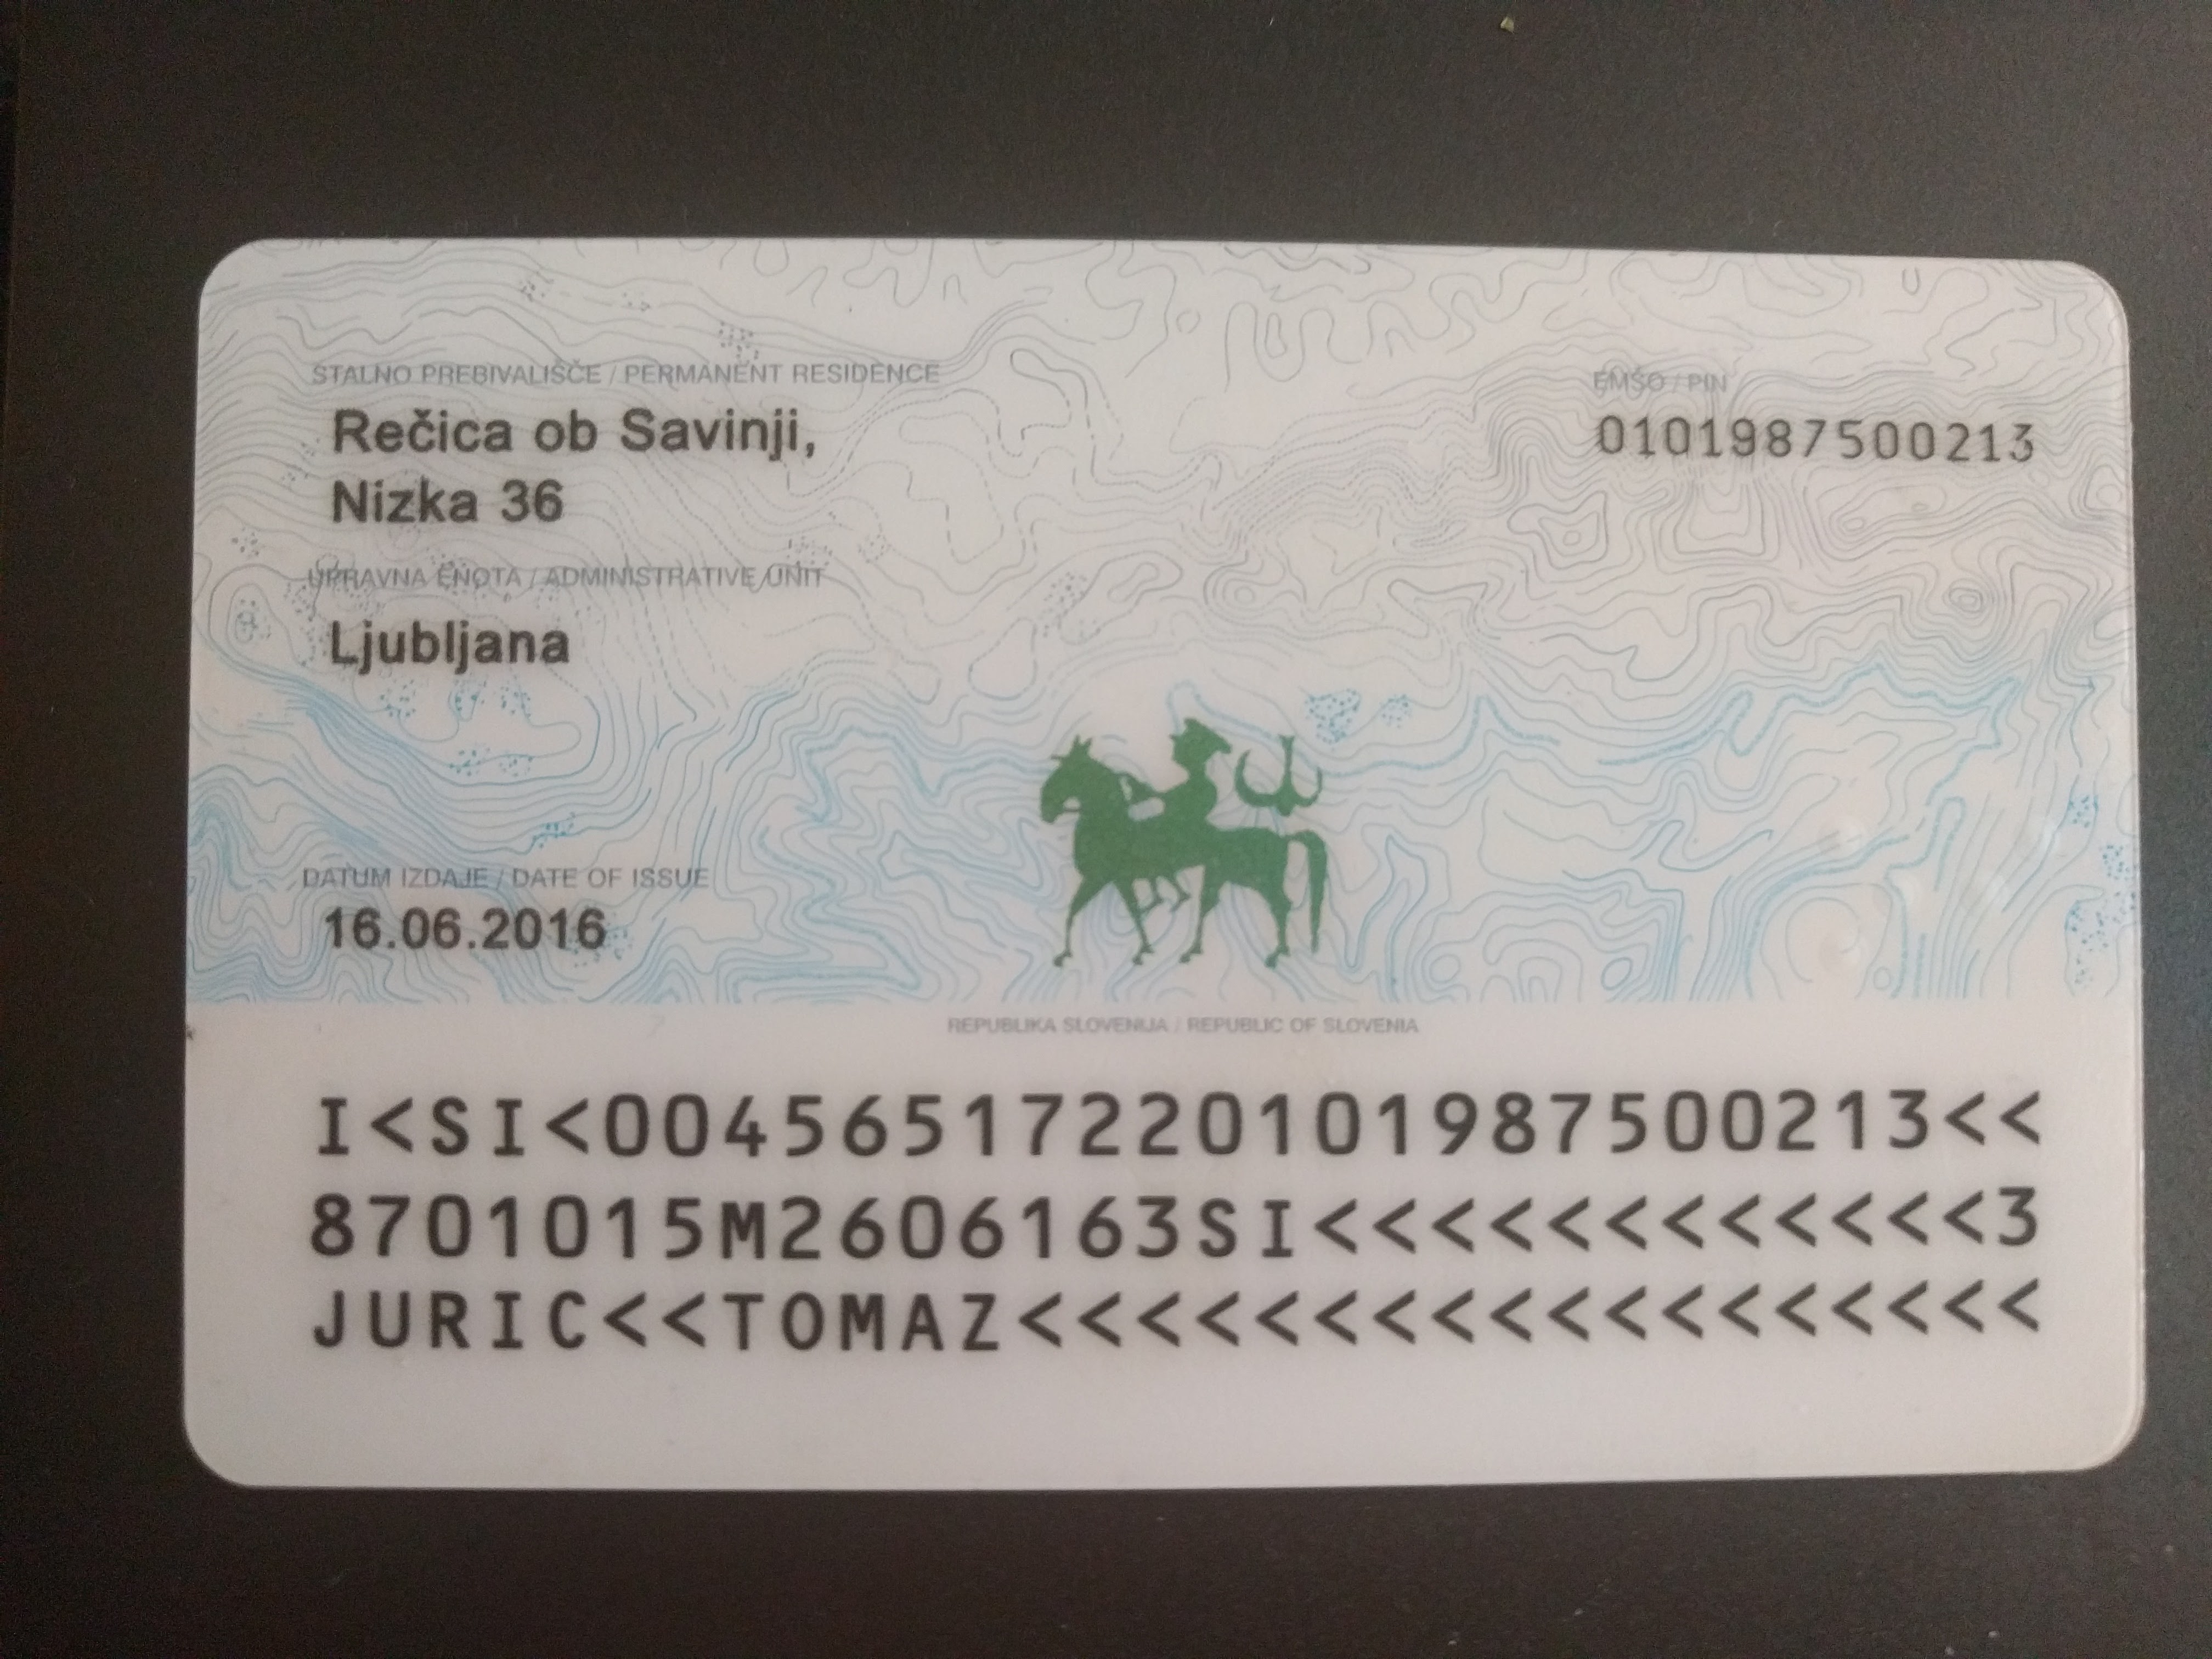 STALNO PREBIVALIŠČE / PERMANENT RESIDENCE
Rečica ob Savinji,
Nizka 36
EMŠO / PIN
0101987500213
UPRAVNA ENOTA / ADMINISTRATIVE UNIT
Ljubljana
DATUM IZDAJE / DATE OF ISSUE
16.06.2016
REPUBLIKA SLOVENIJA / REPUBLIC OF SLOVENIA
I<SI<00456517220101987500213<<
8701015M2606163SI<<<<<<<<<<<<3
JURIC<<TOMAZ<<<<<<<<<<<<<<<<<<